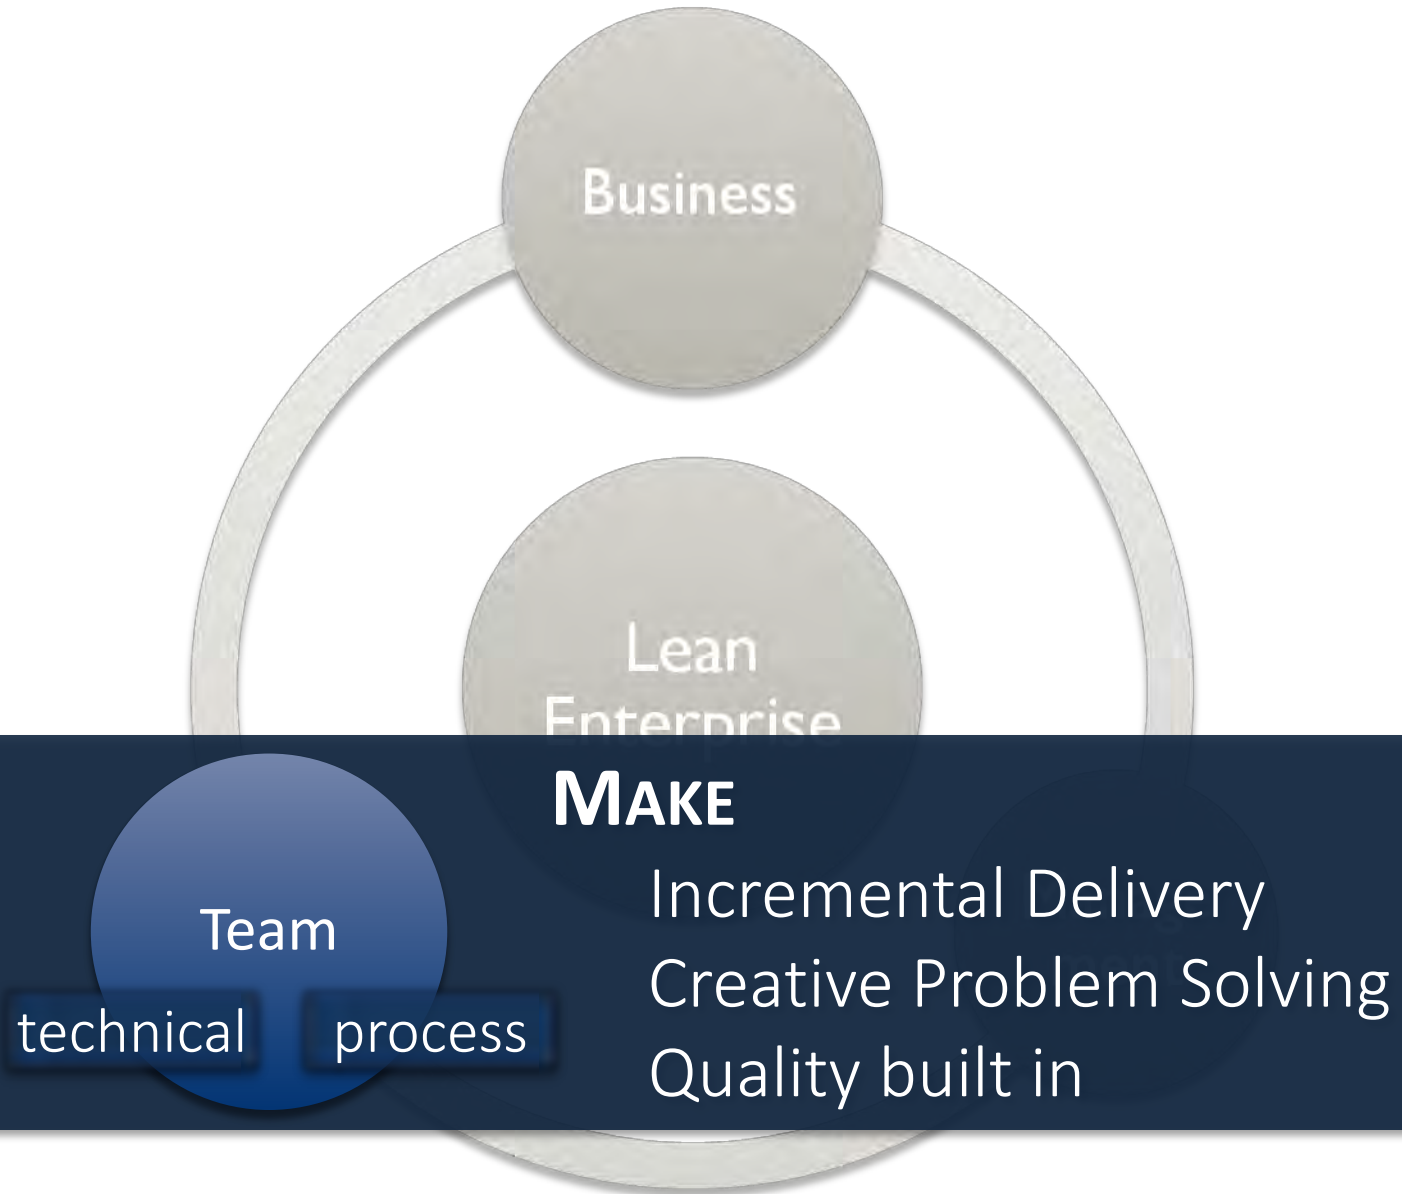 Business
Lean
Enterprise
MAKE
Incremental Delivery
Team
Creative Problem Solving
technical process
Quality built in